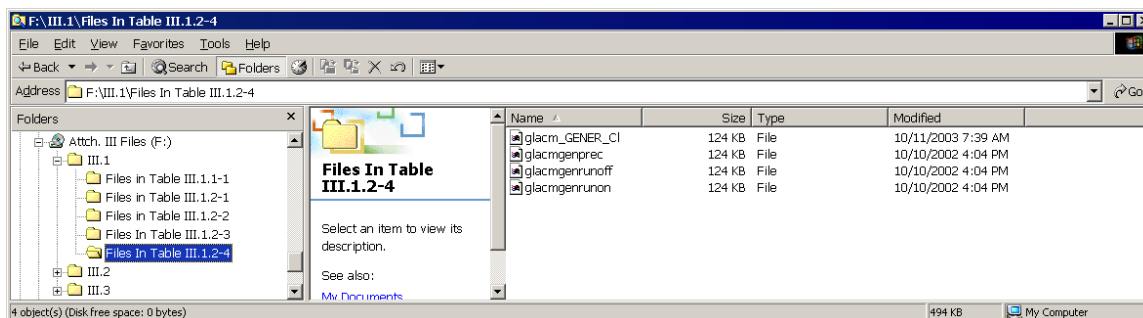 F:\III.1\Files In Table III.1.2-4
File Edit View Favorites Tools Help
Back Search Folders
Address F:\III.1\Files In Table III.1.2-4 Go
Folders
Attch. III Files (F:)
III.1
Files in Table III.1.1-1
Files in Table III.1.2-1
Files in Table III.1.2-2
Files In Table III.1.2-3
Files In Table III.1.2-4
III.2
III.3
Files In Table
III.1.2-4
Select an item to view its
description.
See also:
My Documents
Name Size Type Modified
glacm_GENER_Cl 124 KB File 10/11/2003 7:39 AM
glacmgenprec 124 KB File 10/10/2002 4:04 PM
glacmgenrunoff 124 KB File 10/10/2002 4:04 PM
glacmgenrunon 124 KB File 10/10/2002 4:04 PM
4 object(s) (Disk free space: 0 bytes) 494 KB My Computer